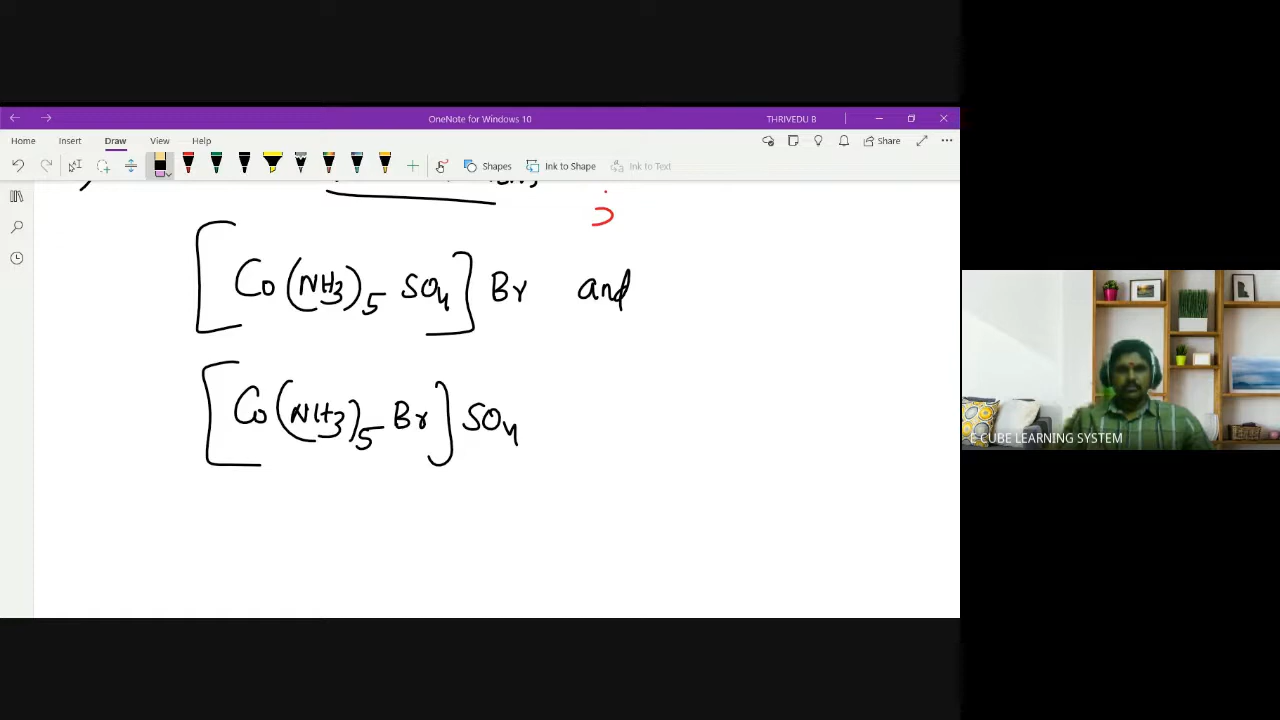 OneNote for Windows 10
THRIVEDU B
Home Insert Draw View Help
Share
Shapes Ink to Shape Ink to Text
[Co(NH3)5 SO4] Br and
[Co(NH3)5 Br] SO4
E CUBE LEARNING SYSTEM